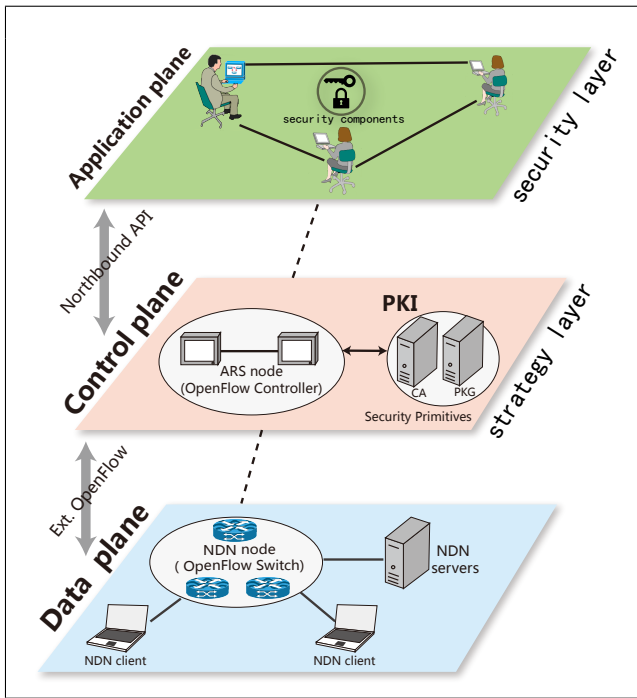 Application plane
security components
security layer
Northbound API
Control plane
PKI
ARS node
(OpenFlow Controller)
CA
PKG
Security Primitives
strategy layer
Ext. OpenFlow
Data plane
NDN node
( OpenFlow Switch)
NDN
servers
NDN client
NDN client